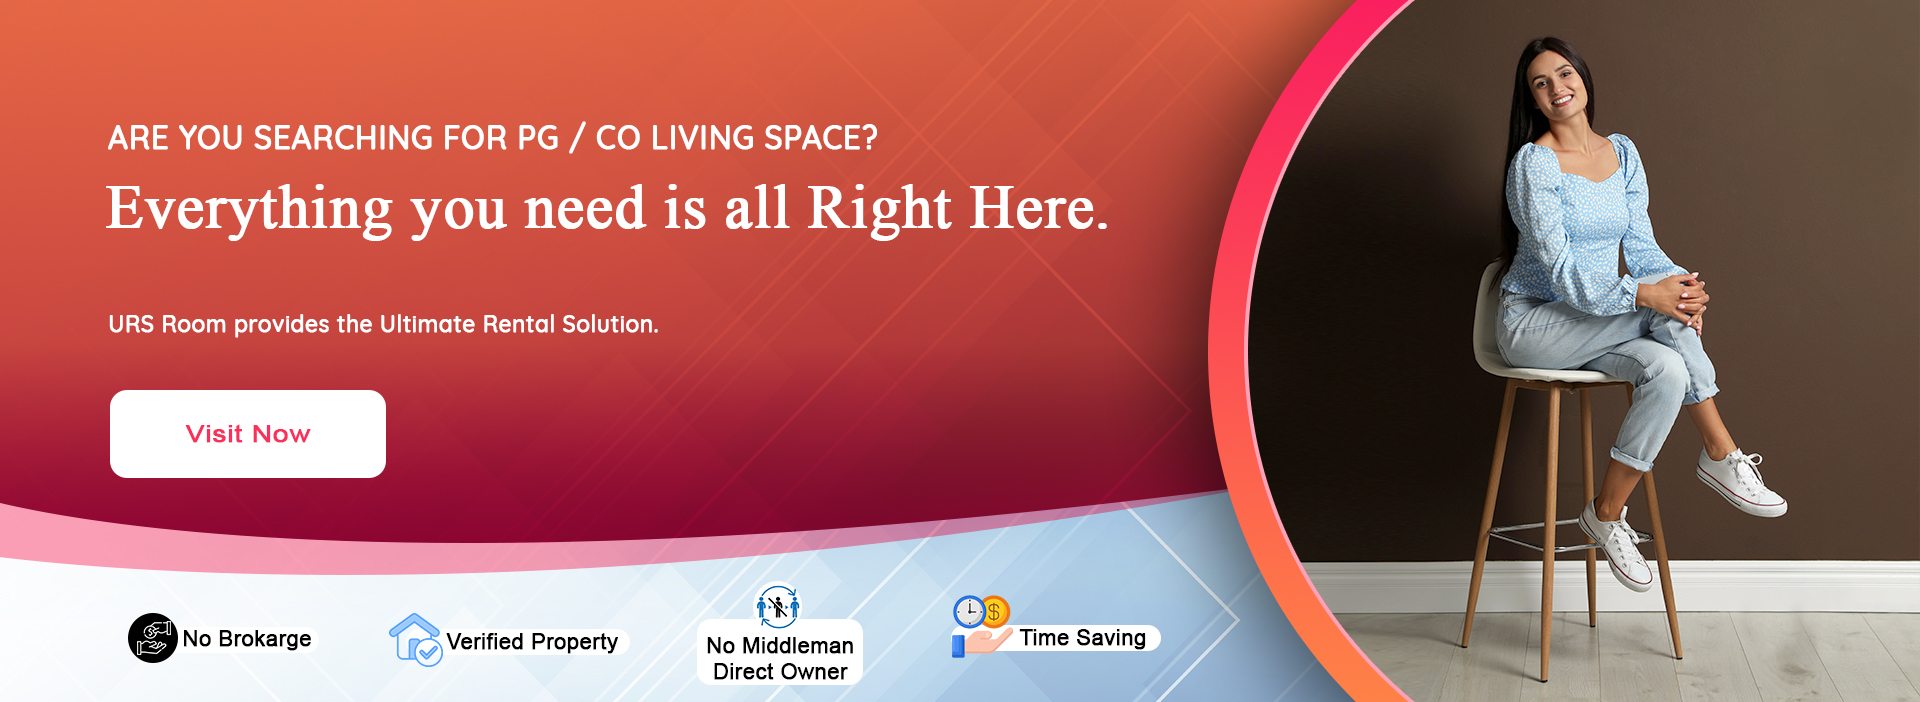 ARE YOU SEARCHING FOR PG / CO LIVING SPACE?
Everything you need is all Right Here.
URS Room provides the Ultimate Rental Solution.
Visit Now
No Brokarge
Verified Property
No Middleman
Direct Owner
Time Saving